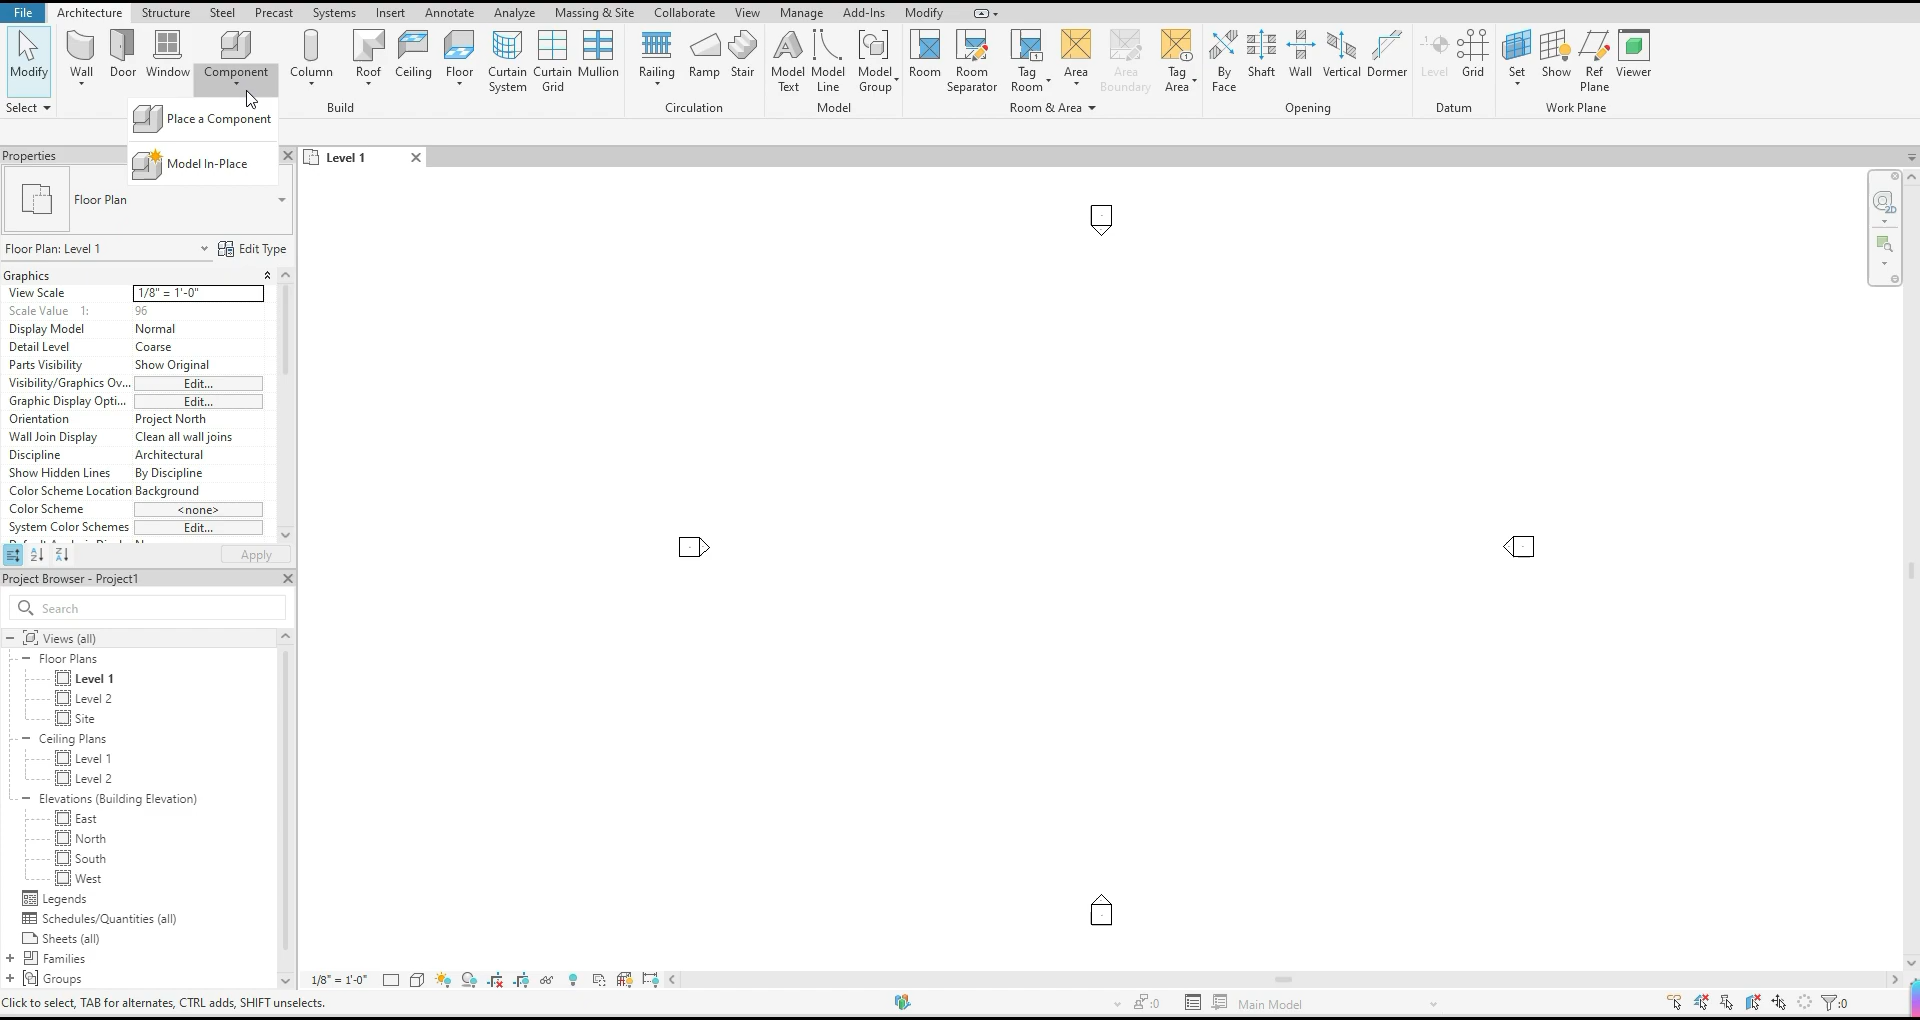 File Architecture Structure Steel Precast Systems Insert Annotate Analyze Massing & Site Collaborate View Manage Add-Ins Modify
Modify Wall Door Window Component Column Roof Ceiling Floor Curtain System Curtain Grid Mullion Railing Ramp Stair Model Text Model Line Model Group Room Room Separator Tag Room Area Area Boundary Tag Area By Face Shaft Wall Vertical Dormer Level Grid Set Show Ref Plane Viewer
Select Build Circulation Model Room & Area Opening Datum Work Plane
Place a Component
Model In-Place
Properties
Level 1
Floor Plan
Floor Plan: Level 1 Edit Type
Graphics
View Scale 1/8" = 1'-0"
Scale Value 1: 96
Display Model Normal
Detail Level Coarse
Parts Visibility Show Original
Visibility/Graphics Ov... Edit...
Graphic Display Opti... Edit...
Orientation Project North
Wall Join Display Clean all wall joins
Discipline Architectural
Show Hidden Lines By Discipline
Color Scheme Location Background
Color Scheme <none>
System Color Schemes Edit...
Apply
Project Browser - Project1
Search
Views (all)
Floor Plans
Level 1
Level 2
Site
Ceiling Plans
Level 1
Level 2
Elevations (Building Elevation)
East
North
South
West
Legends
Schedules/Quantities (all)
Sheets (all)
Families
Groups
1/8" = 1'-0"
Click to select, TAB for alternates, CTRL adds, SHIFT unselects.
:0
Main Model
:0